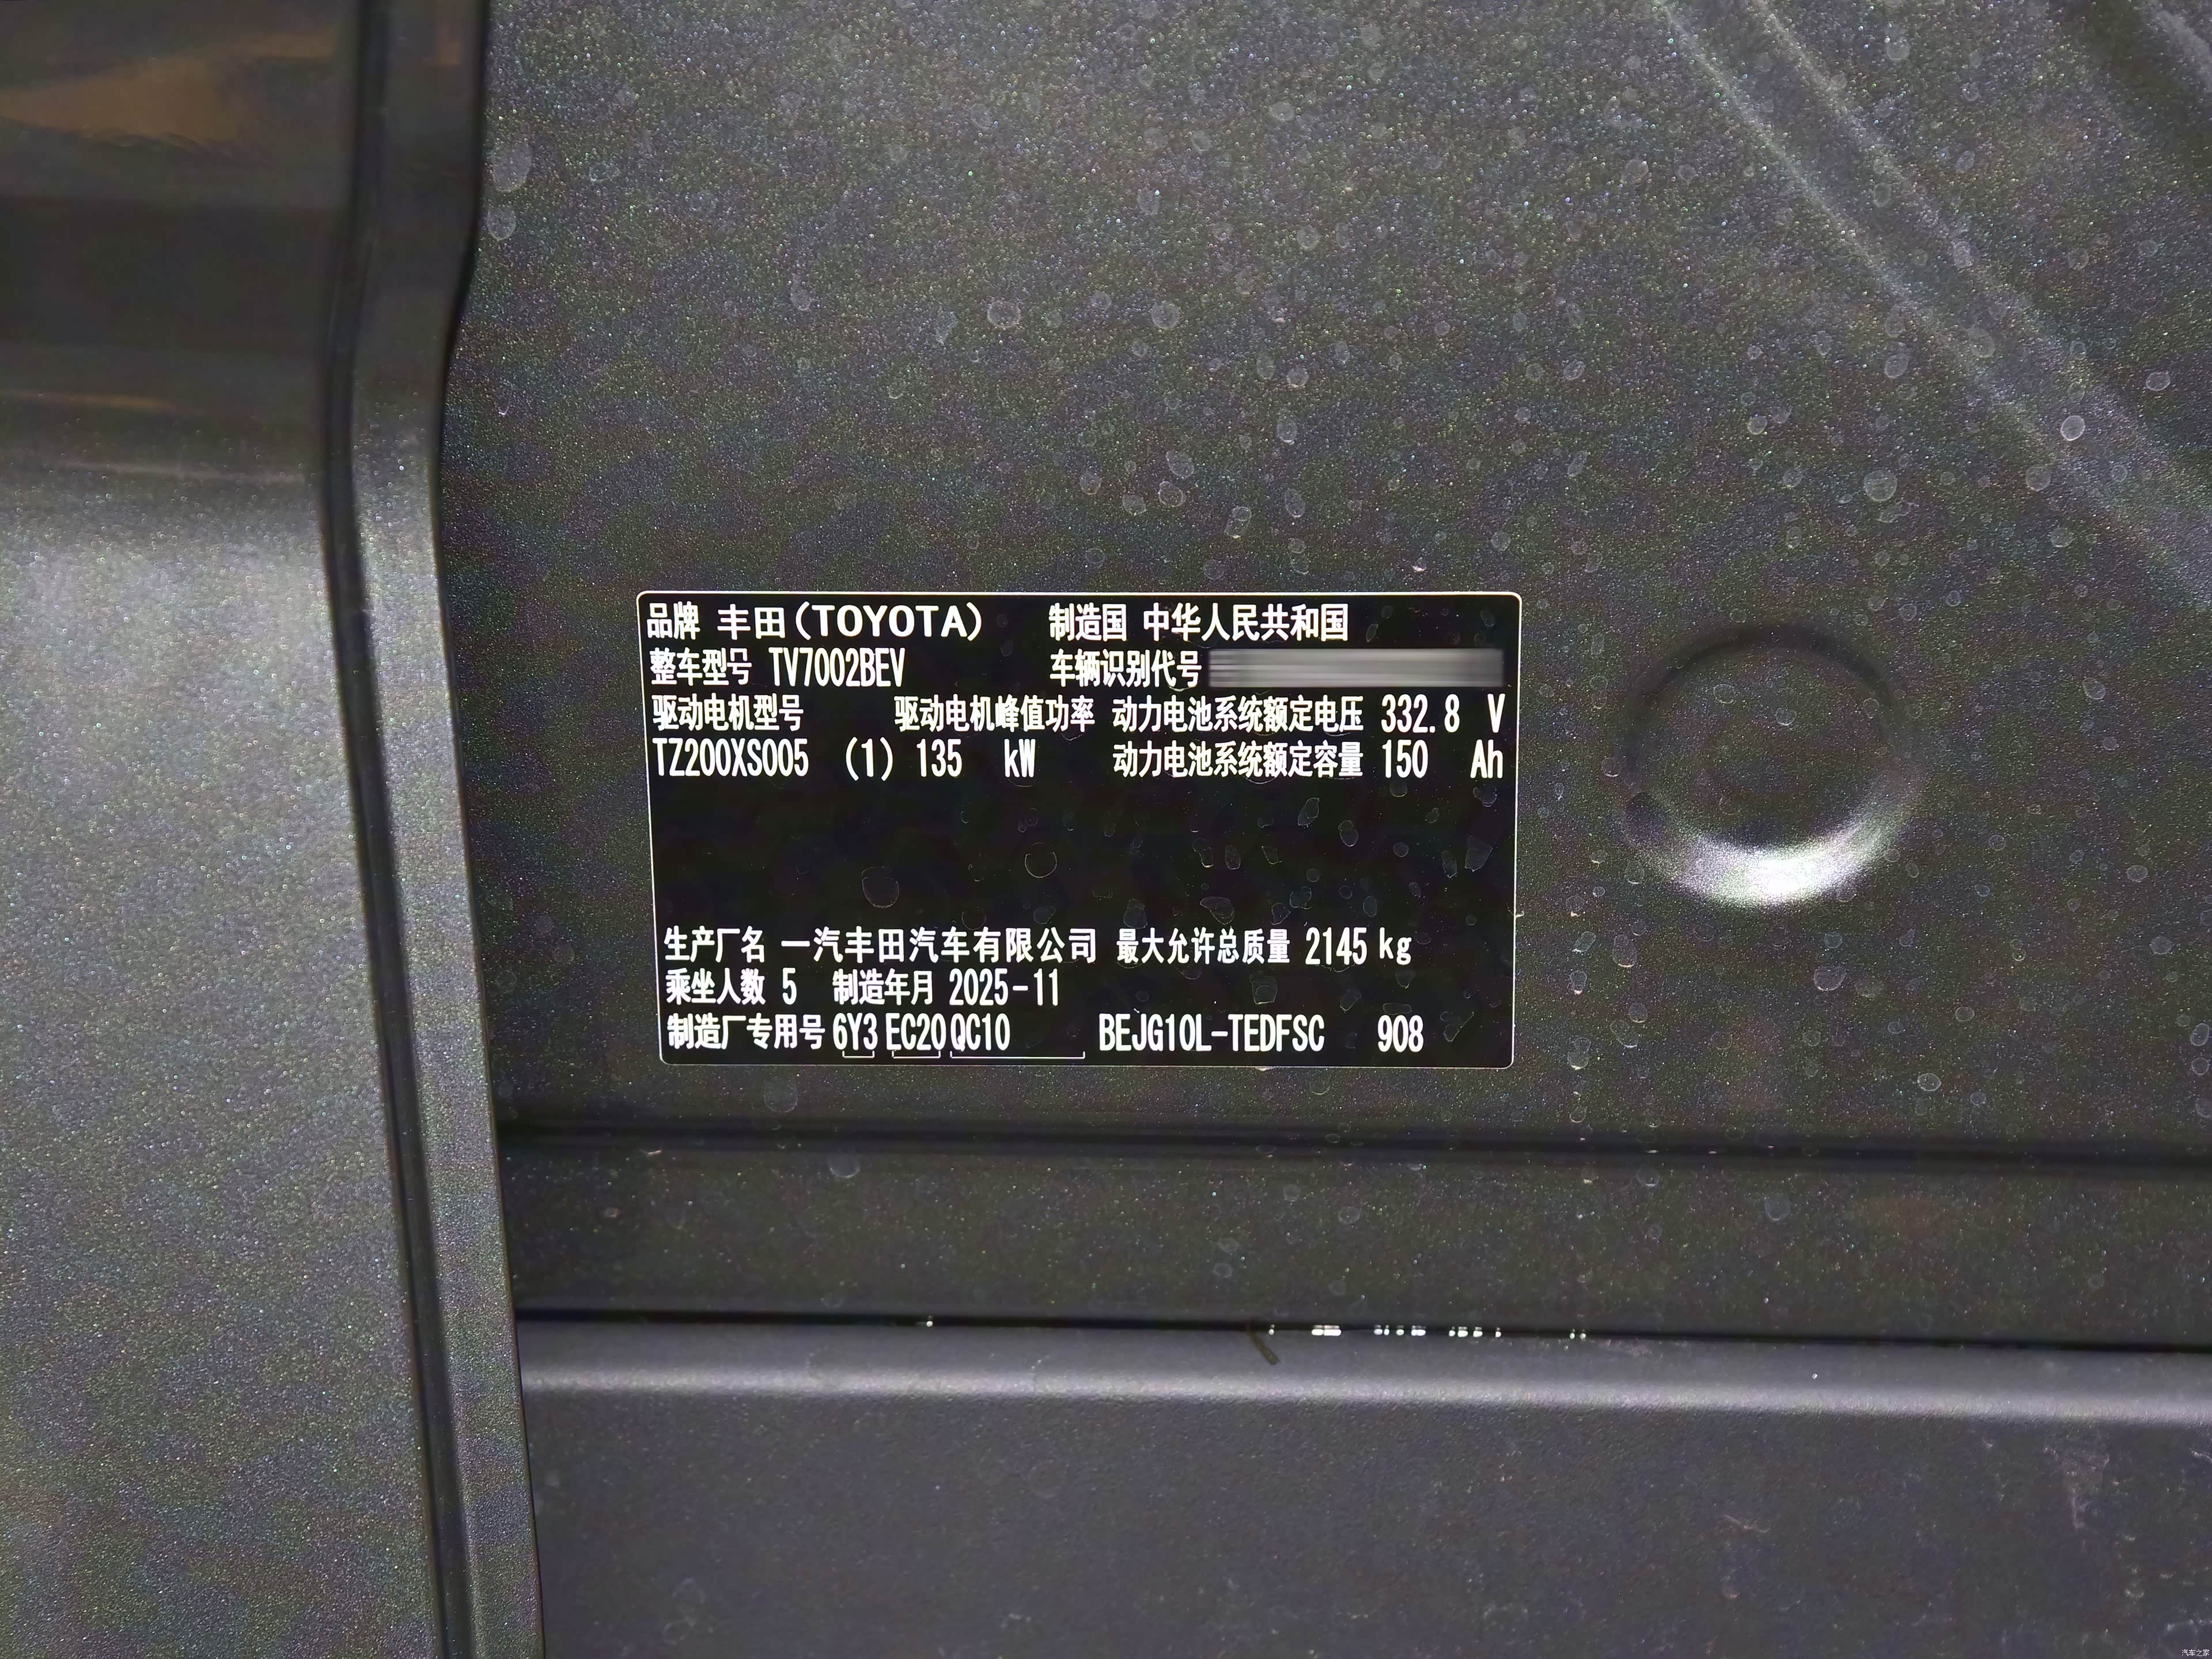 品牌 丰田(TOYOTA) 制造国 中华人民共和国
整车型号 TV7002BEV 车辆识别代号
驱动电机型号 驱动电机峰值功率 动力电池系统额定电压 332.8 V
TZ200XS005 (1) 135 kW 动力电池系统额定容量 150 Ah
生产厂名 一汽丰田汽车有限公司 最大允许总质量 2145 kg
乘坐人数 5 制造年月 2025-11
制造厂专用号 6Y3 EC20 QC10 BEJG10L-TEDFSC 908
汽车之家